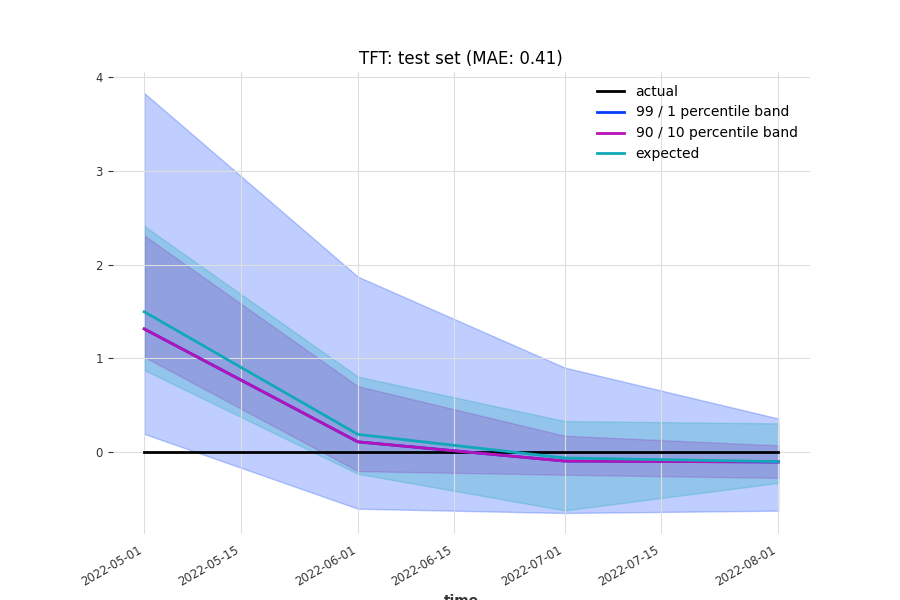 TFT: test set (MAE: 0.41)
actual
99 / 1 percentile band
90 / 10 percentile band
expected
4
3
2
1
0
2022-05-01
2022-05-15
2022-06-01
2022-06-15
2022-07-01
2022-07-15
2022-08-01
time